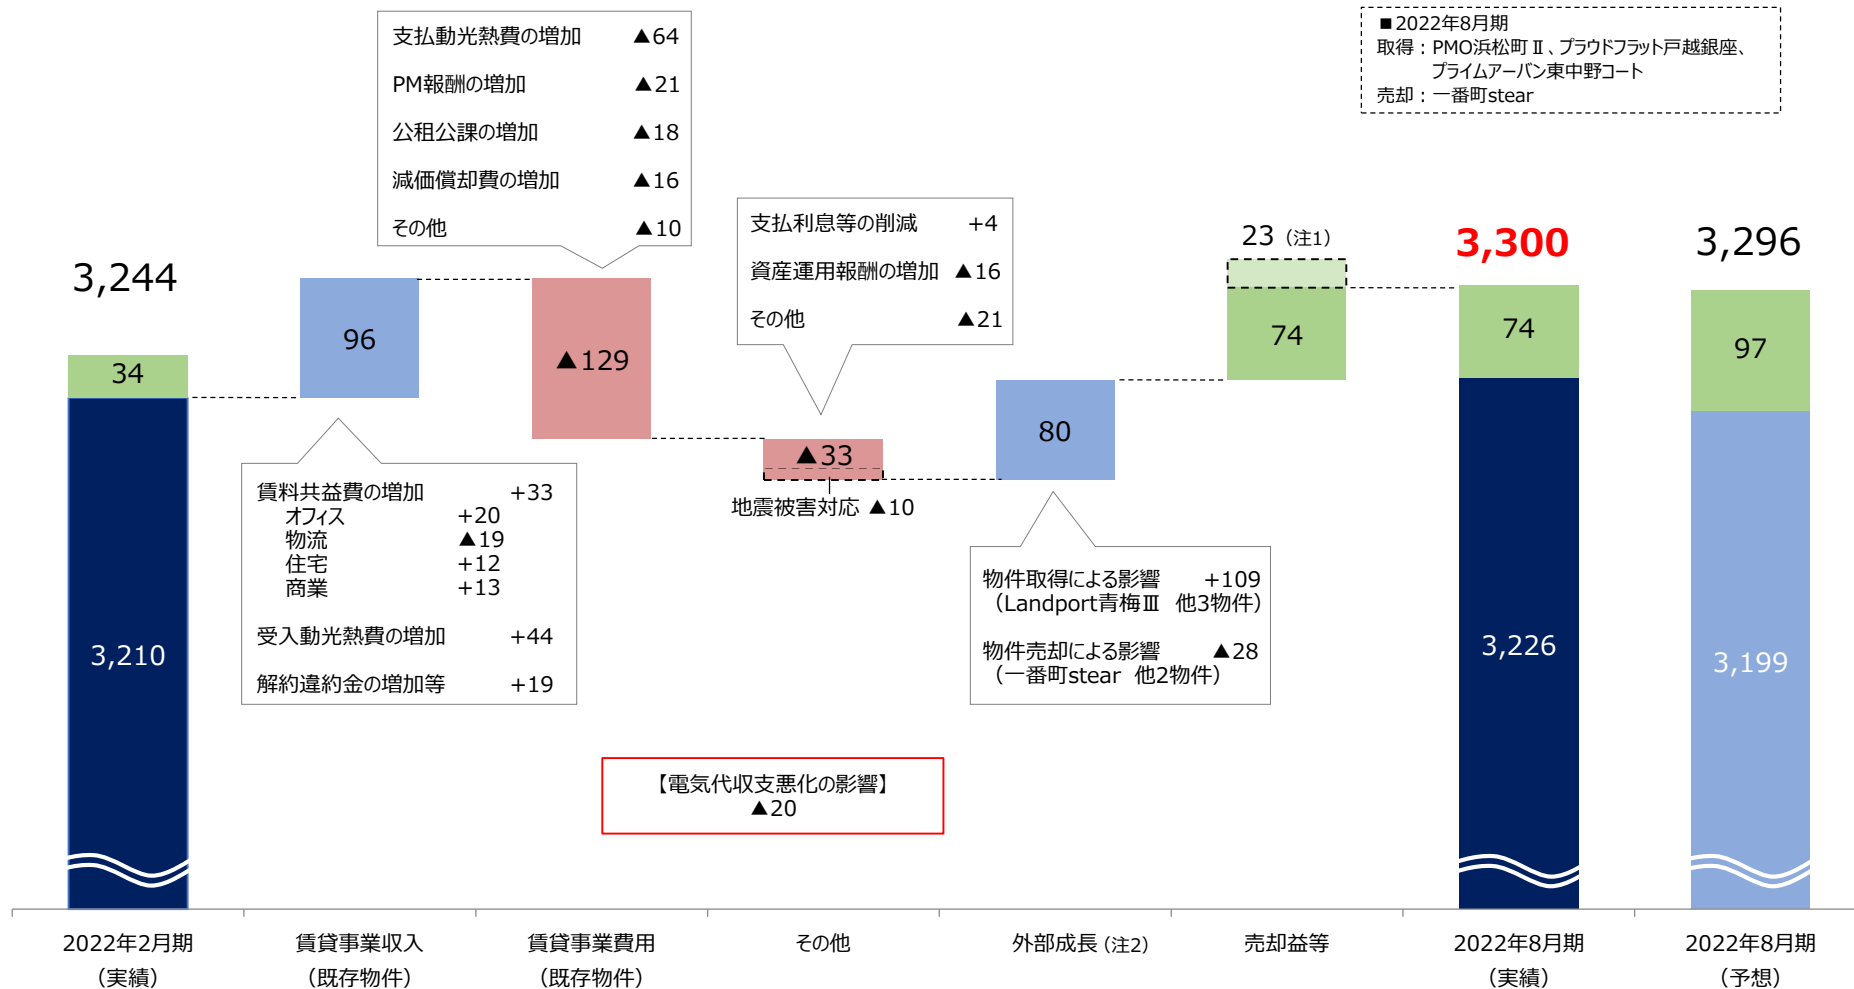 支払動光熱費の増加 ▲64
PM報酬の増加 ▲21
公租公課の増加 ▲18
減価償却費の増加 ▲16
その他 ▲10
■2022年8月期
取得：PMO浜松町Ⅱ、プラウドフラット戸越銀座、
プライムアーバン東中野コート
売却：一番町stear
支払利息等の削減 +4
資産運用報酬の増加 ▲16
その他 ▲21
3,244
34
3,210
96
▲129
▲33
地震被害対応 ▲10
80
23（注1）
74
3,300
74
3,226
3,296
97
3,199
賃料共益費の増加 +33
オフィス +20
物流 ▲19
住宅 +12
商業 +13
受入動光熱費の増加 +44
解約違約金の増加等 +19
物件取得による影響 +109
（Landport青梅Ⅲ 他3物件）
物件売却による影響 ▲28
（一番町stear 他2物件）
【電気代収支悪化の影響】
▲20
2022年2月期
（実績）
賃貸事業収入
（既存物件）
賃貸事業費用
（既存物件）
その他
外部成長（注2）
売却益等
2022年8月期
（実績）
2022年8月期
（予想）